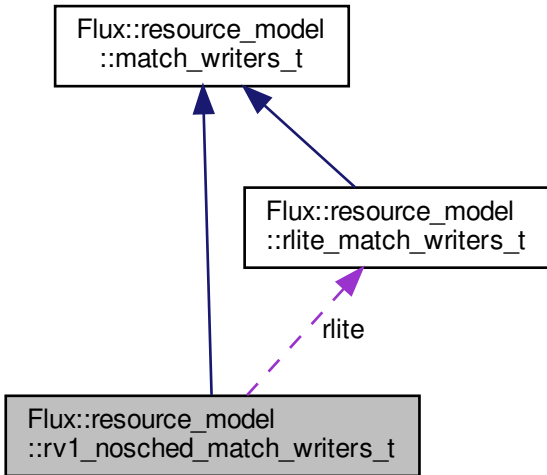 Flux::resource_model
::match_writers_t
Flux::resource_model
::rlite_match_writers_t
rlite
Flux::resource_model
::rv1_nosched_match_writers_t